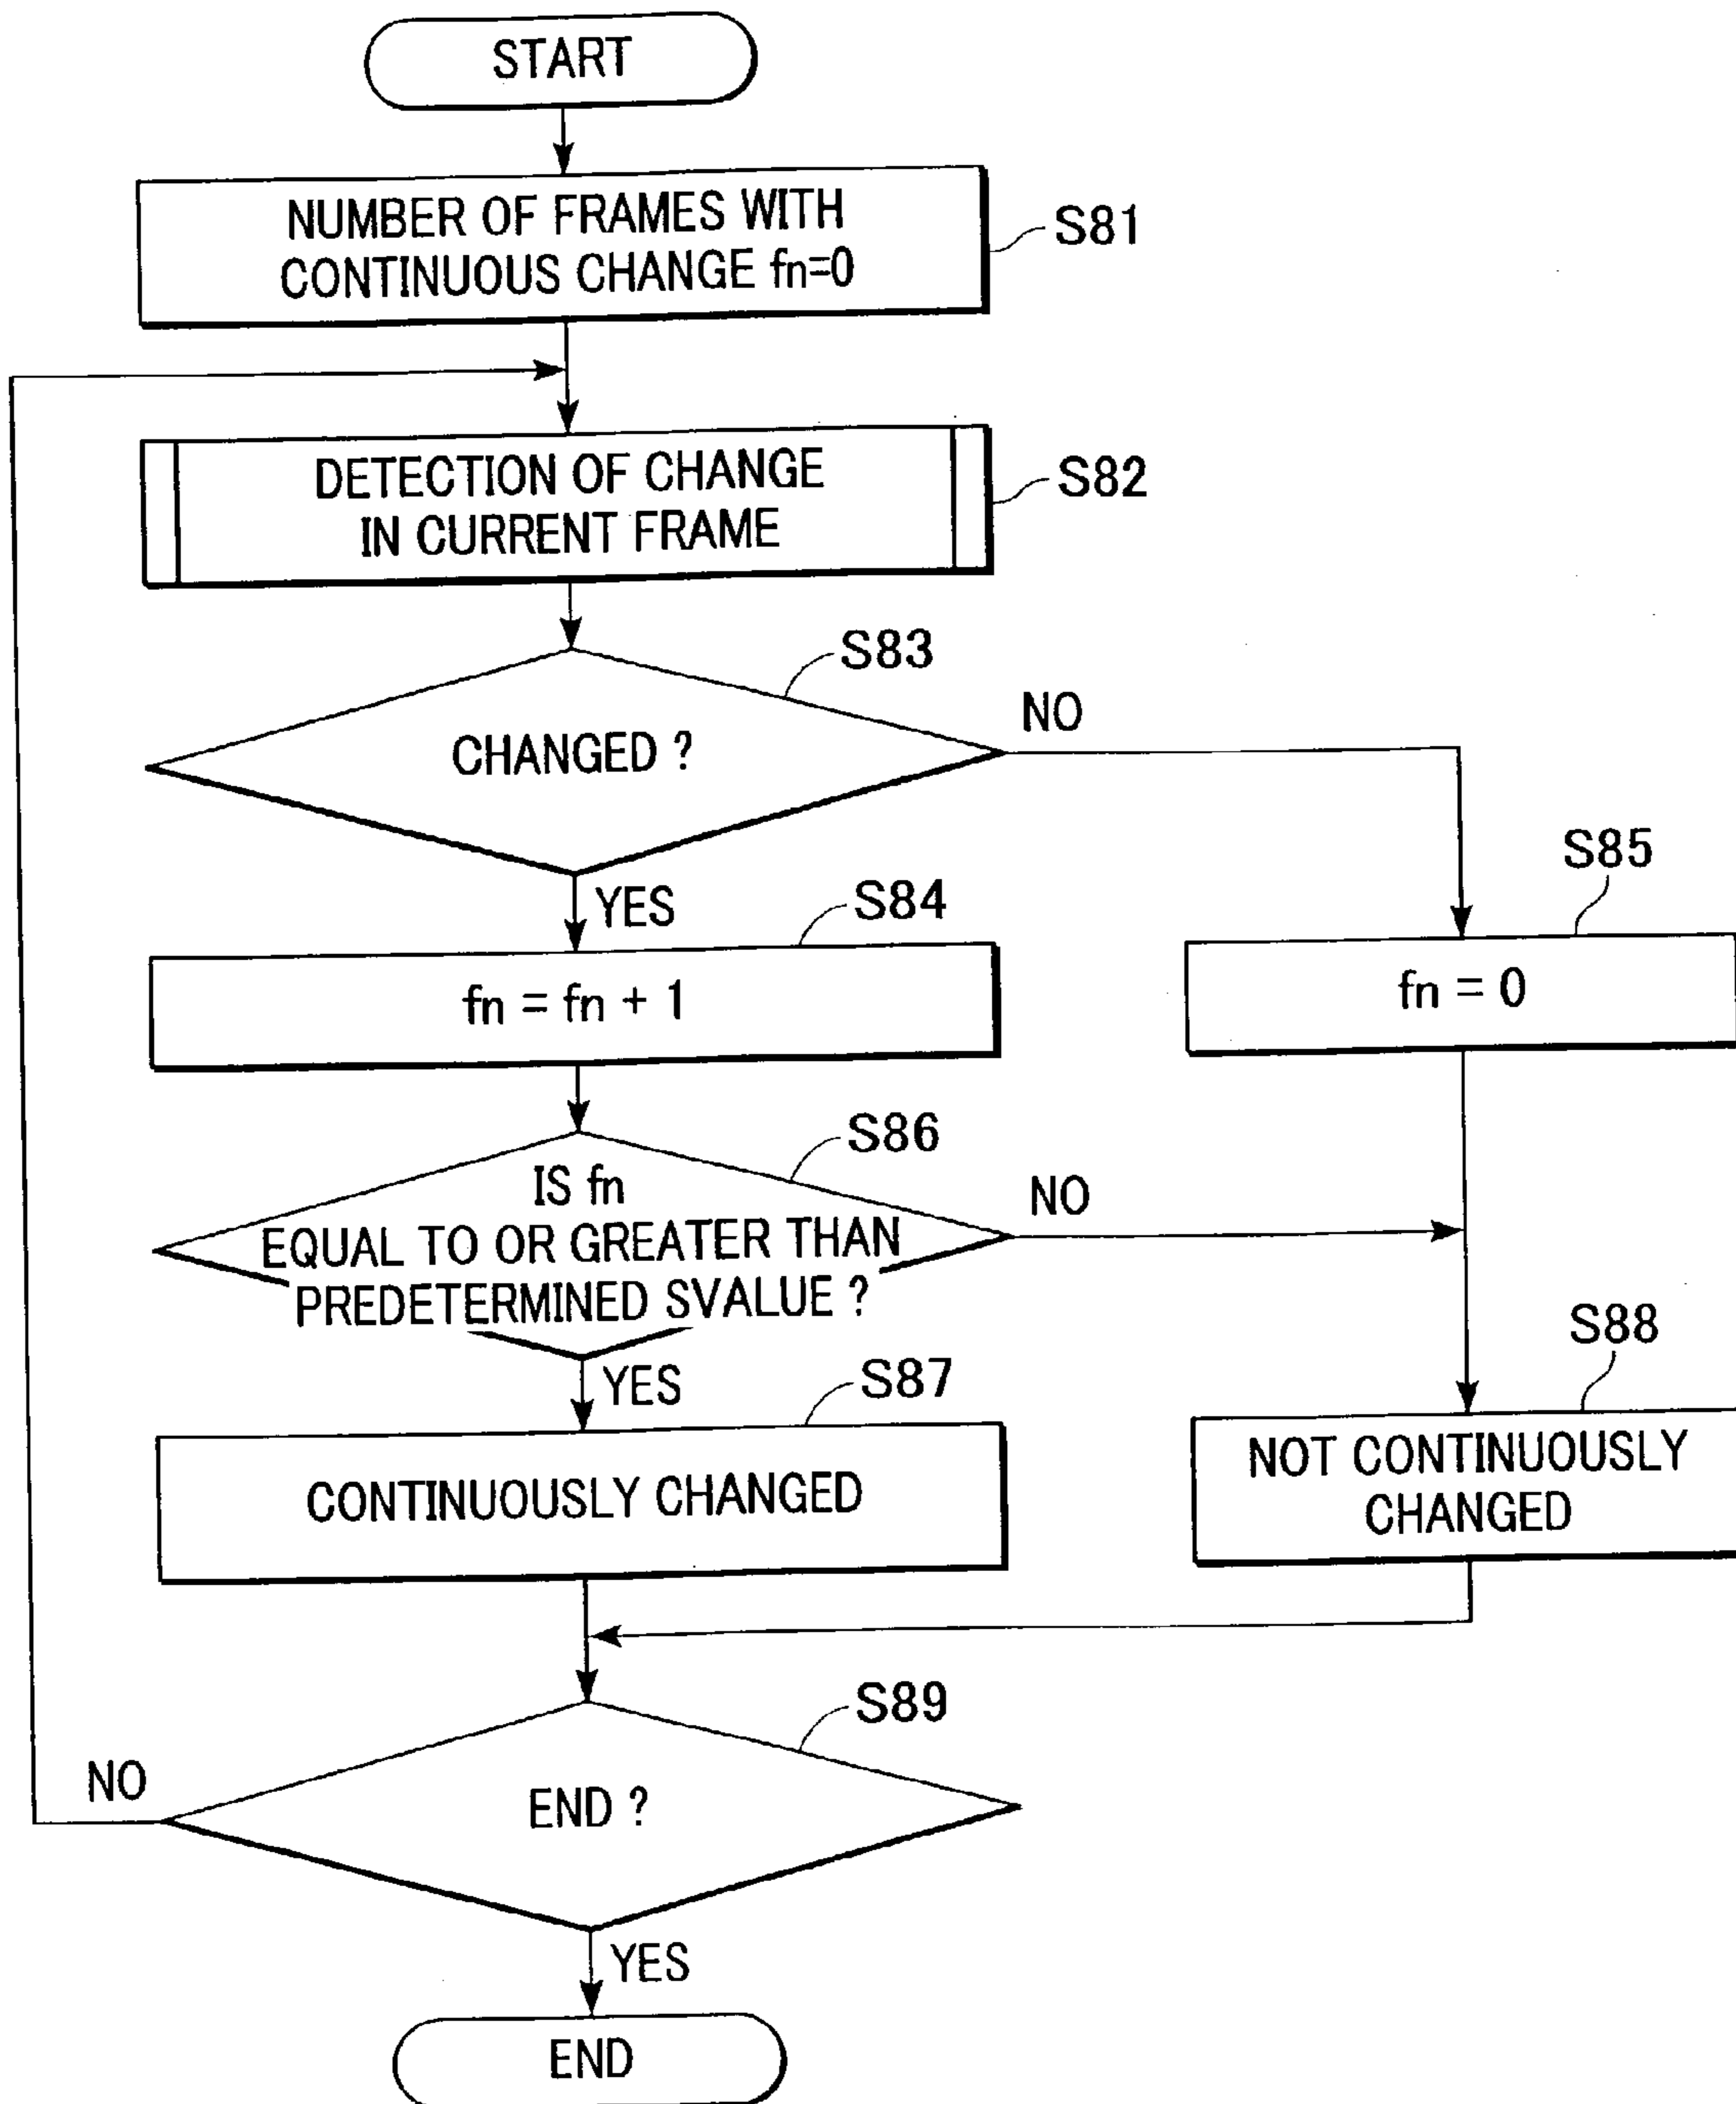 START
NUMBER OF FRAMES WITH
CONTINUOUS CHANGE fn=0
S81
DETECTION OF CHANGE
IN CURRENT FRAME
S82
S83
CHANGED ?
NO
YES
S84
fn = fn + 1
S85
fn = 0
S86
IS fn
EQUAL TO OR GREATER THAN
PREDETERMINED SVALUE ?
NO
YES
S87
CONTINUOUSLY CHANGED
S88
NOT CONTINUOUSLY
CHANGED
S89
END ?
NO
YES
END